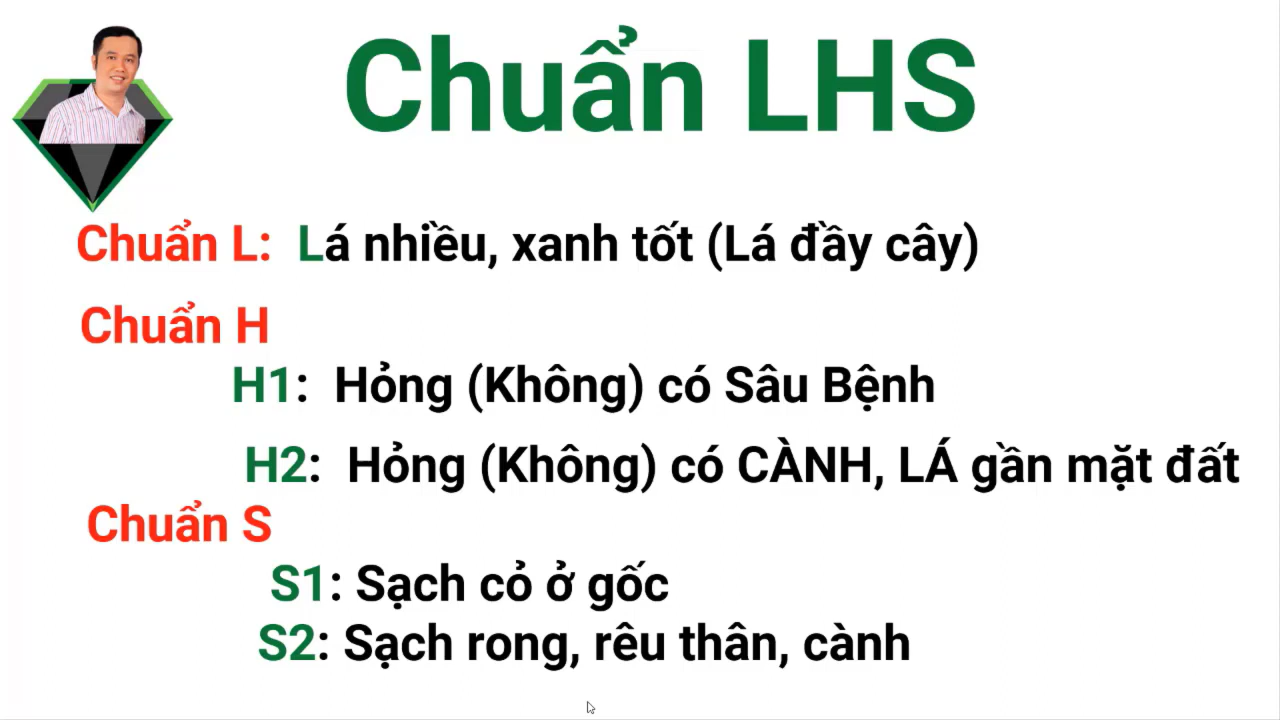 Chuẩn LHS
Chuẩn L: Lá nhiều, xanh tốt (Lá đầy cây)
Chuẩn H
H1: Hỏng (Không) có Sâu Bệnh
H2: Hỏng (Không) có CÀNH, LÁ gần mặt đất
Chuẩn S
S1: Sạch cỏ ở gốc
S2: Sạch rong, rêu thân, cành